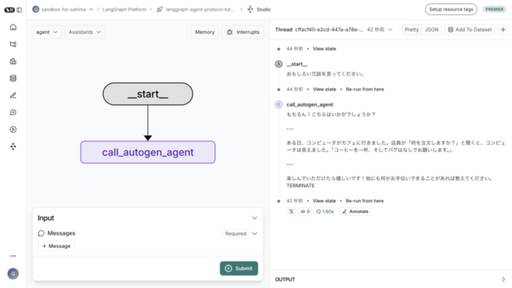 sandbox-for-oshima > LangGraph Platform > langgraph-agent-protocol-tut... > Studio
Setup resource tags
PREMIER
agent
Assistants
Memory
Interrupts
Thread
42 秒前
Pretty
JSON
Add To Dataset
44 秒前 • View state
__start__
おもしろい冗談を言ってください。
44 秒前 • View state • Re-run from here
call_autogen_agent
もちろん！こちらはいかがでしょうか？
---
ある日、コンピュータがカフェに行きました。店員が「何を注文しますか？」と聞くと、コンピュ
ータは答えました。「コーヒーを一杯、そしてバグはなしでお願いします。」
---
楽しんでいただけたら嬉しいです！他にも何かお手伝いできることがあれば教えてください。
TERMINATE
42 秒前 • View state • Re-run from here
0
1.60s
Annotate
__start__
call_autogen_agent
Input
Messages
Required
+ Message
Submit
OUTPUT